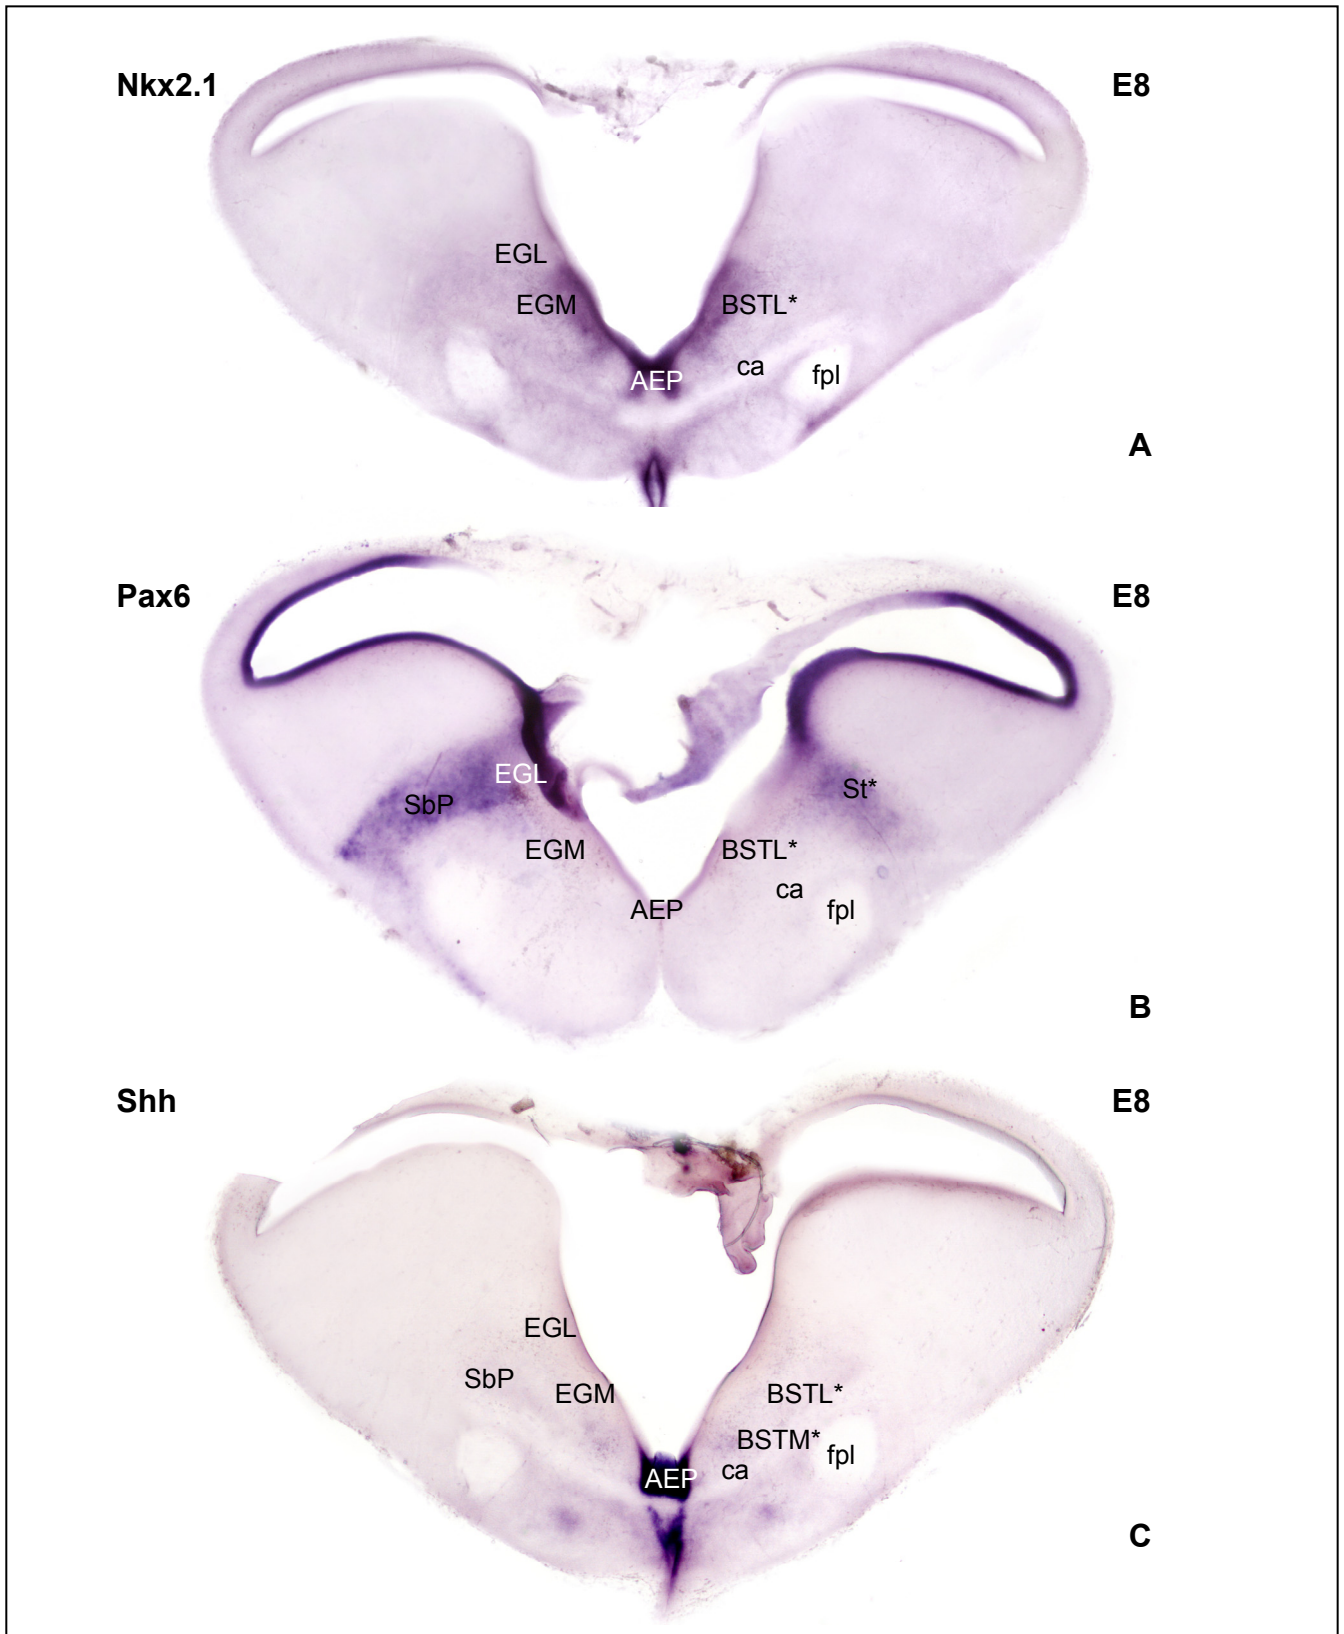 Nkx2.1
E8
EGL
EGM
BSTL*
AEP
ca
fpl
A
Pax6
E8
EGL
SbP
St*
EGM
BSTL*
ca
AEP
fpl
B
Shh
E8
EGL
SbP
EGM
BSTL*
BSTM*
fpl
AEP
ca
C